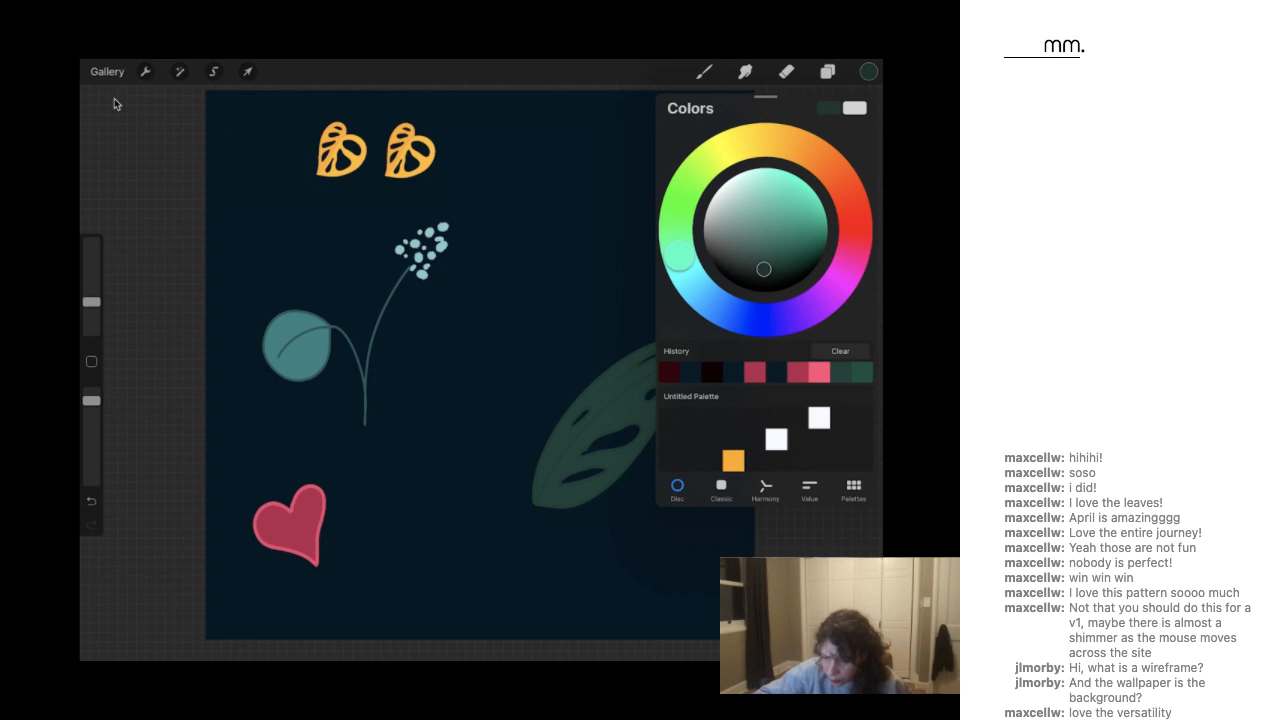 mm.
Gallery
Colors
History
Clear
Untitled Palette
Disc
Classic
Harmony
Value
Palettes
maxcellw: hihihi!
maxcellw: soso
maxcellw: i did!
maxcellw: I love the leaves!
maxcellw: April is amazingggg
maxcellw: Love the entire journey!
maxcellw: Yeah those are not fun
maxcellw: nobody is perfect!
maxcellw: win win win
maxcellw: I love this pattern soooo much
maxcellw: Not that you should do this for a
v1, maybe there is almost a
shimmer as the mouse moves
across the site
jlmorby: Hi, what is a wireframe?
jlmorby: And the wallpaper is the
background?
maxcellw: love the versatility